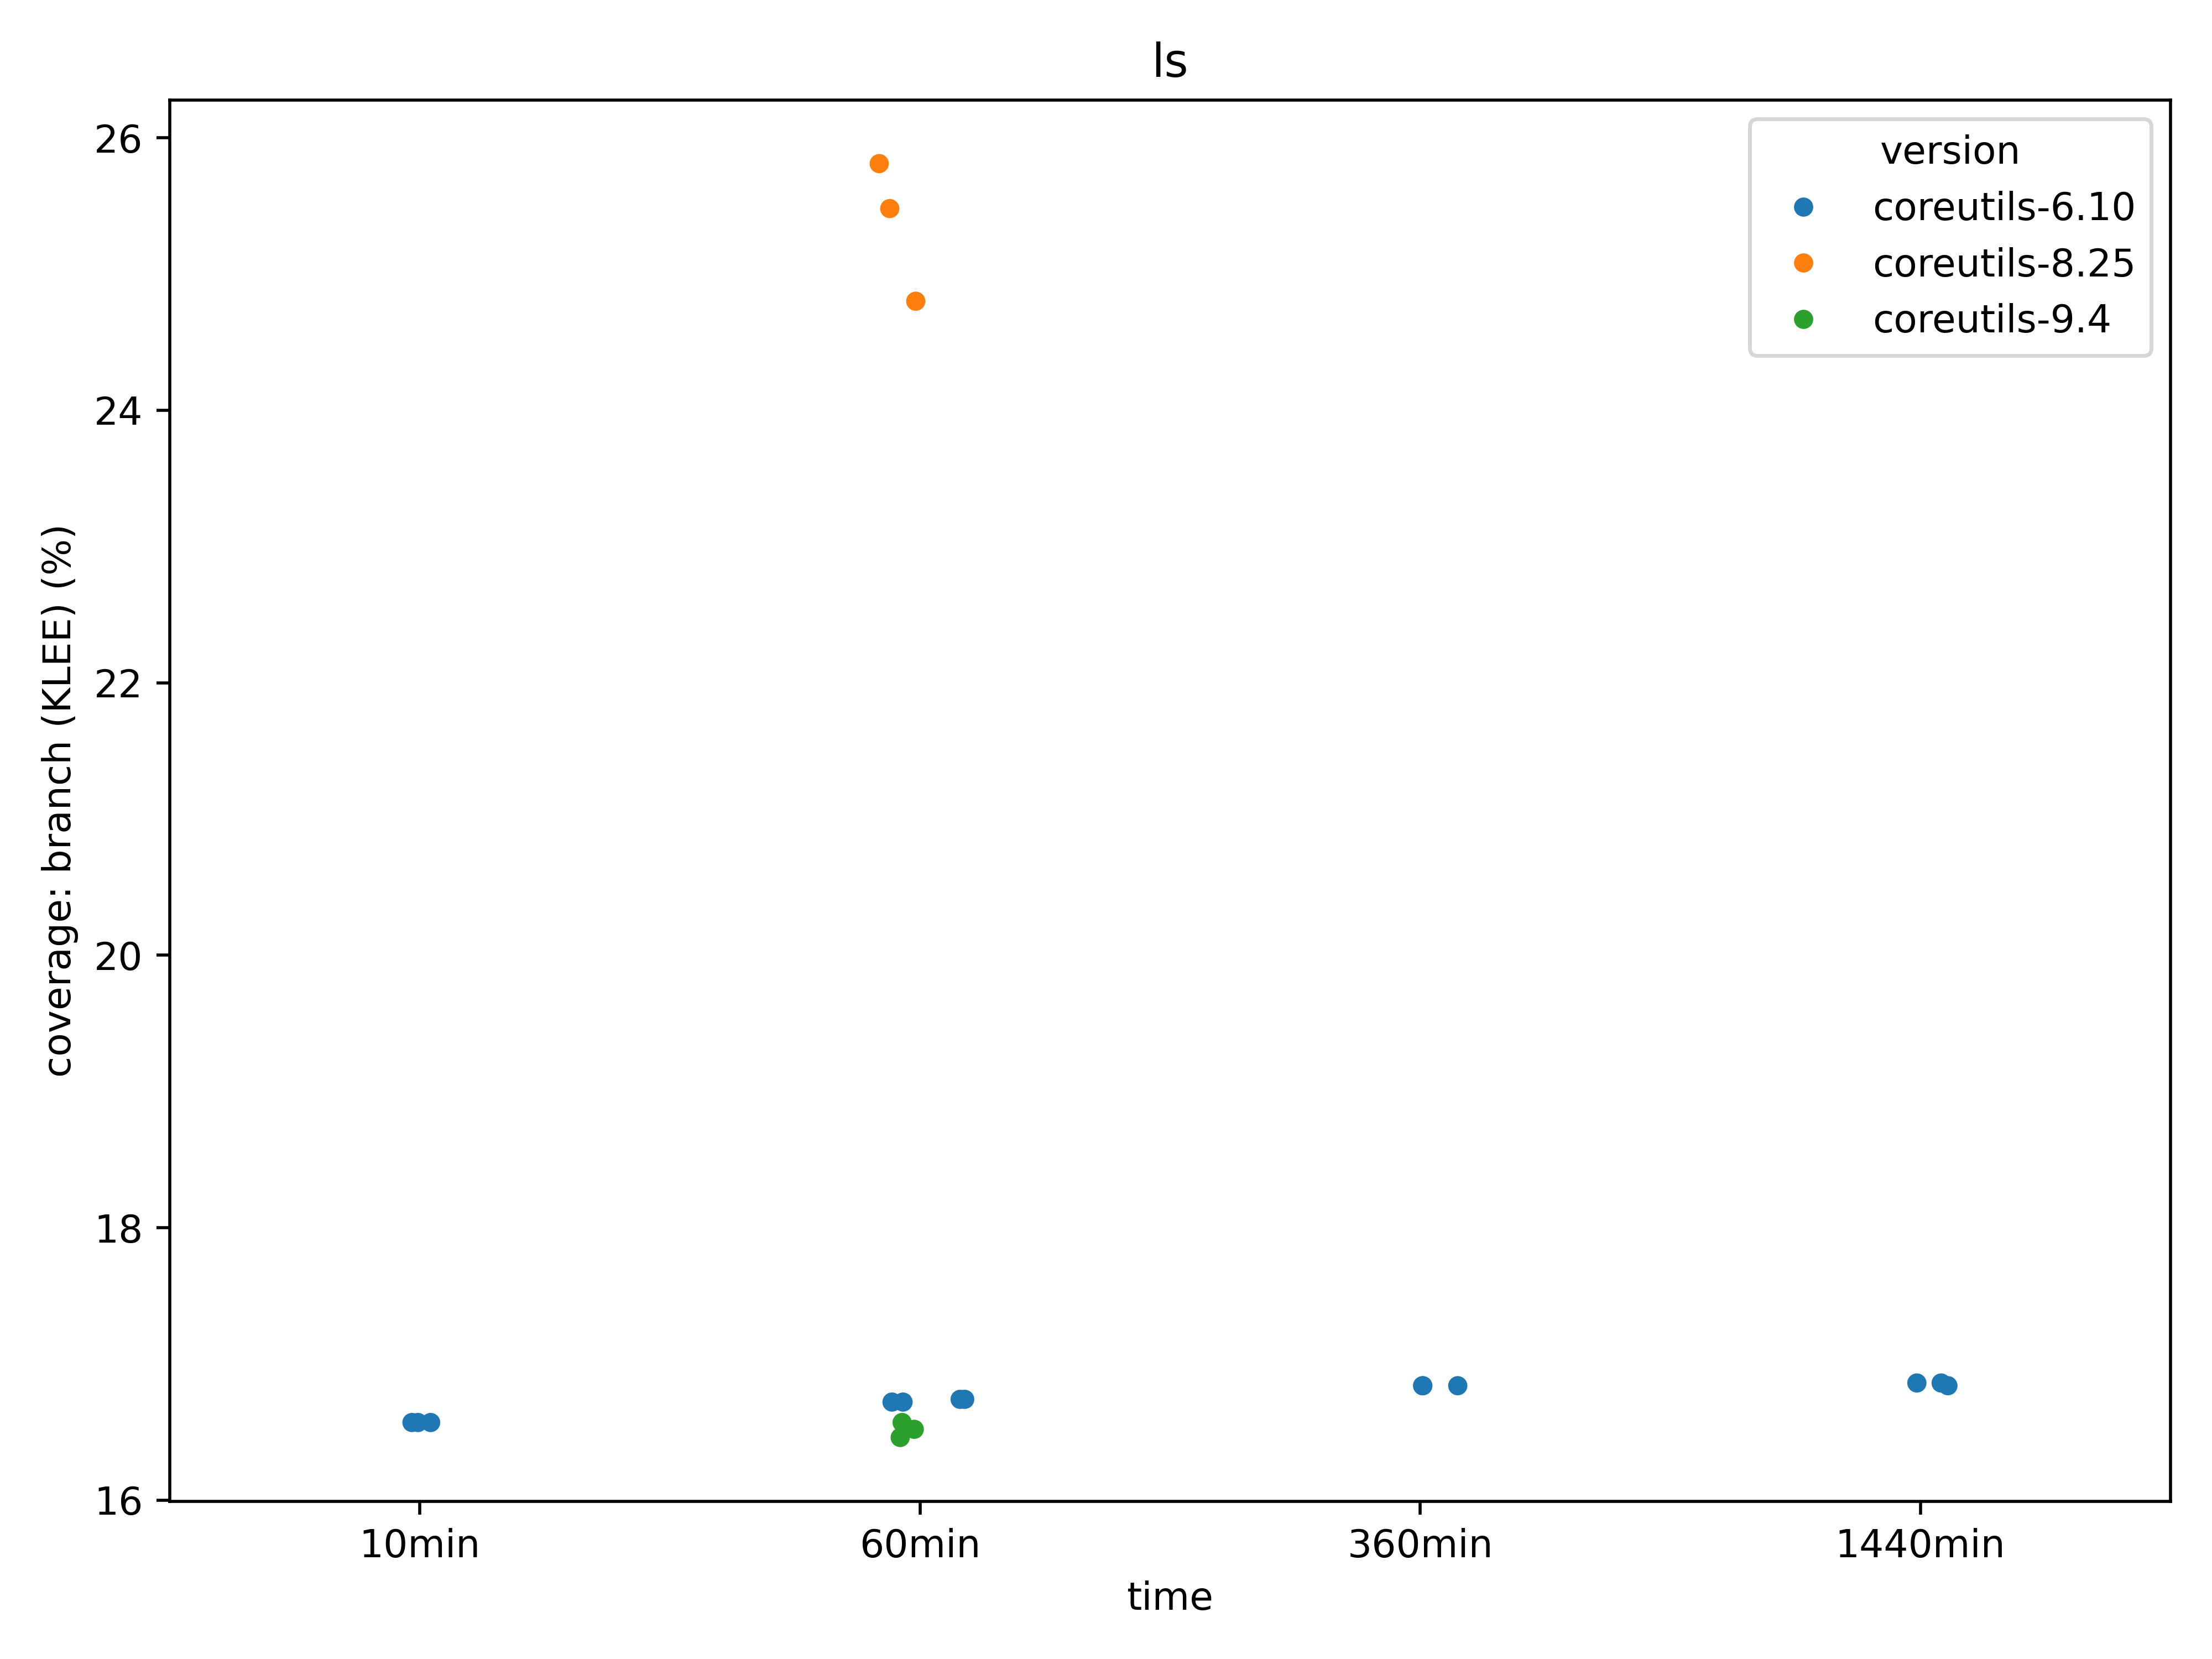 ls
version
coreutils-6.10
coreutils-8.25
coreutils-9.4
coverage: branch (KLEE) (%)
26
24
22
20
18
16
10min
60min
360min
1440min
time